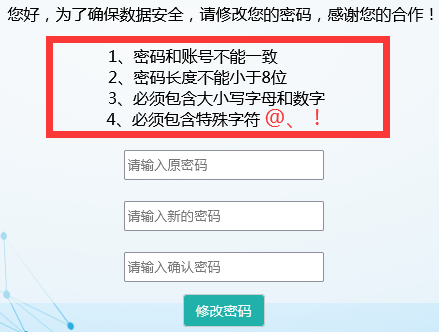 您好，为了确保数据安全，请修改您的密码，感谢您的合作！
1、密码和账号不能一致
2、密码长度不能小于8位
3、必须包含大小写字母和数字
4、必须包含特殊字符 @、！
请输入原密码
请输入新的密码
请输入确认密码
修改密码